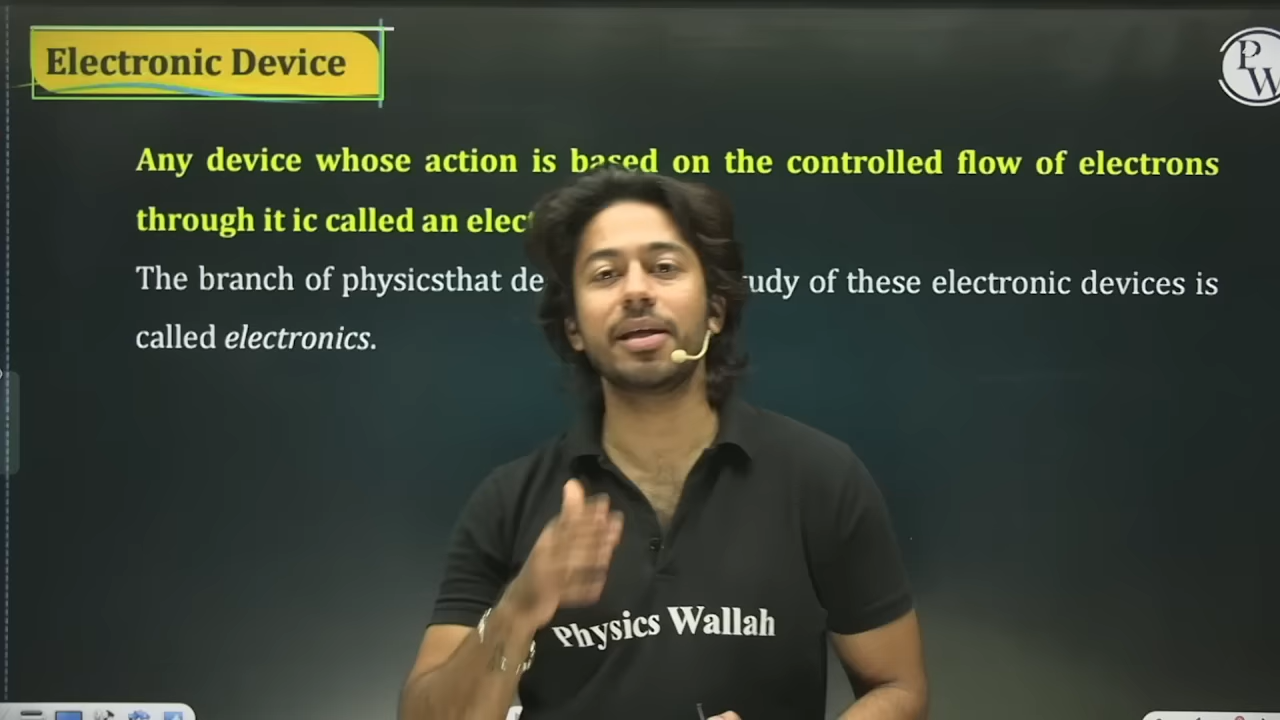 Electronic Device
PW
Any device whose action is based on the controlled flow of electrons
through it ic called an elec
The branch of physicsthat de udy of these electronic devices is
called electronics.
Physics Wallah